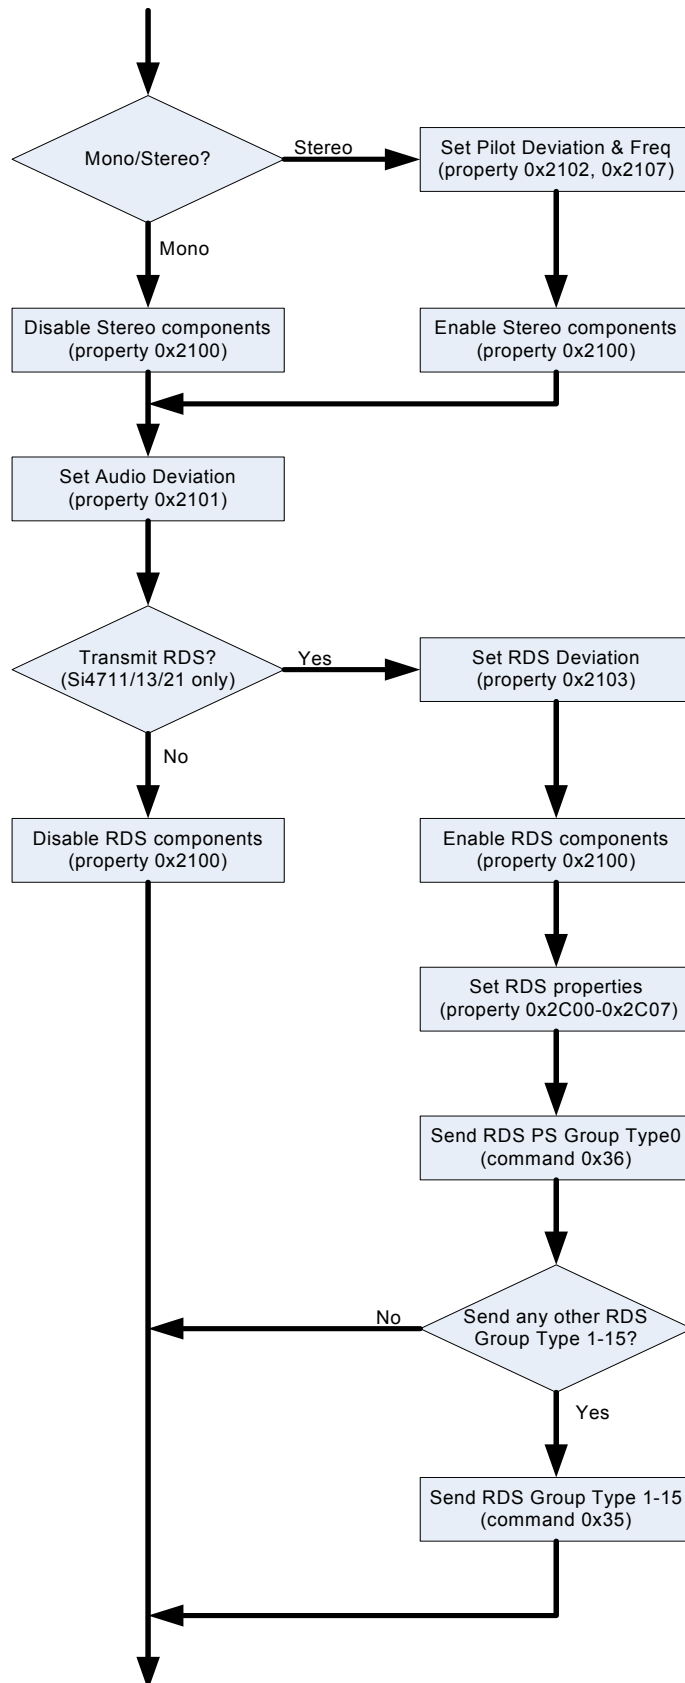 Mono/Stereo?
Stereo
Set Pilot Deviation & Freq
(property 0x2102, 0x2107)
Mono
Disable Stereo components
(property 0x2100)
Enable Stereo components
(property 0x2100)
Set Audio Deviation
(property 0x2101)
Transmit RDS?
(Si4711/13/21 only)
Yes
Set RDS Deviation
(property 0x2103)
No
Disable RDS components
(property 0x2100)
Enable RDS components
(property 0x2100)
Set RDS properties
(property 0x2C00-0x2C07)
Send RDS PS Group Type0
(command 0x36)
No
Send any other RDS
Group Type 1-15?
Yes
Send RDS Group Type 1-15
(command 0x35)